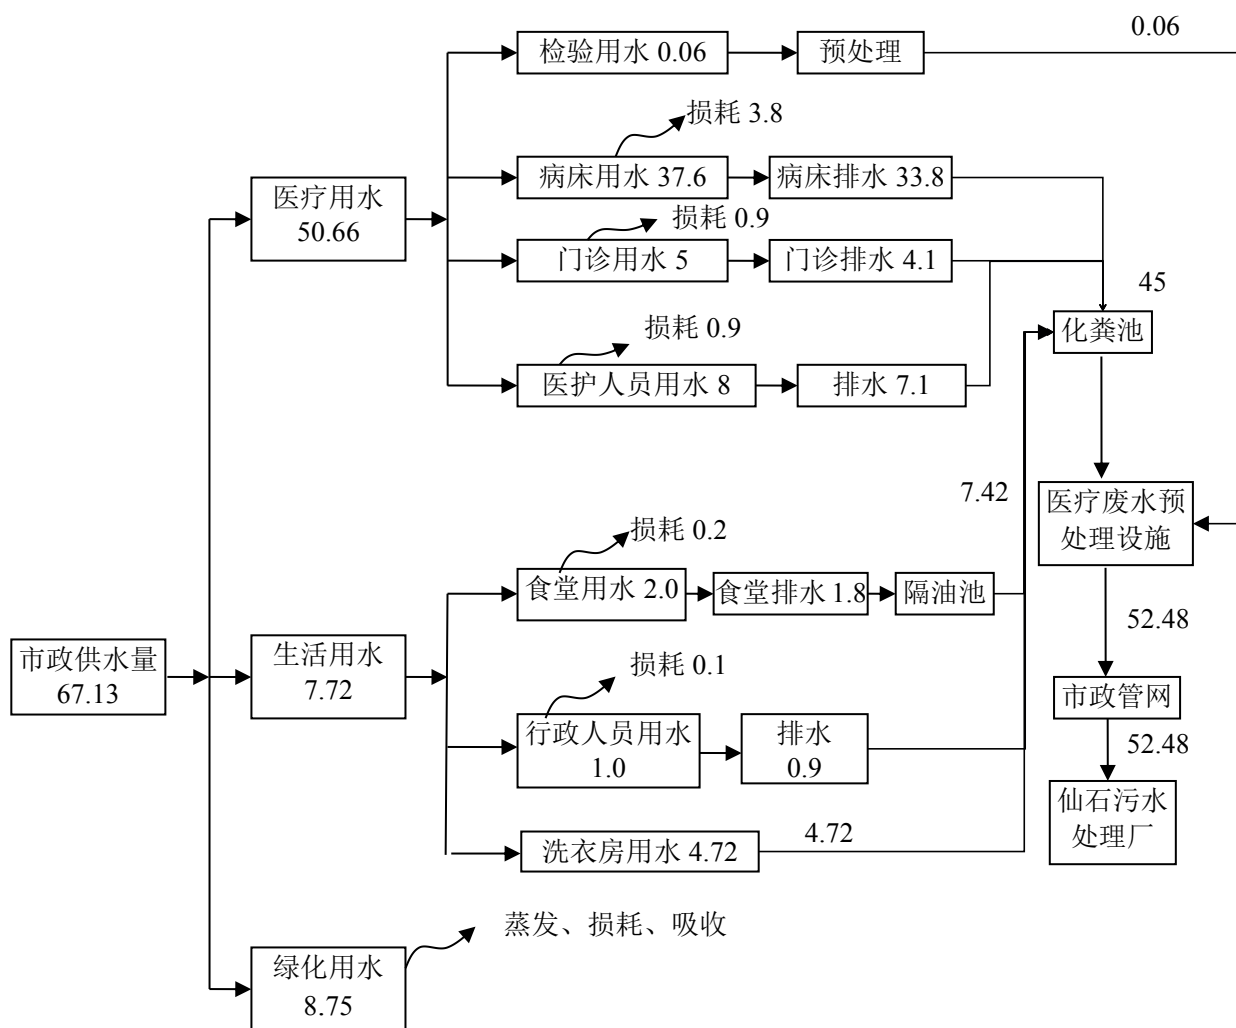 0.06
检验用水 0.06
预处理
损耗 3.8
病床用水 37.6
病床排水 33.8
医疗用水
50.66
损耗 0.9
门诊用水 5
门诊排水 4.1
45
化粪池
损耗 0.9
医护人员用水 8
排水 7.1
7.42
医疗废水预
处理设施
损耗 0.2
食堂用水 2.0
食堂排水 1.8
隔油池
52.48
市政供水量
67.13
生活用水
7.72
损耗 0.1
市政管网
行政人员用水
1.0
排水
0.9
52.48
仙石污水
处理厂
洗衣房用水 4.72
4.72
蒸发、损耗、吸收
绿化用水
8.75